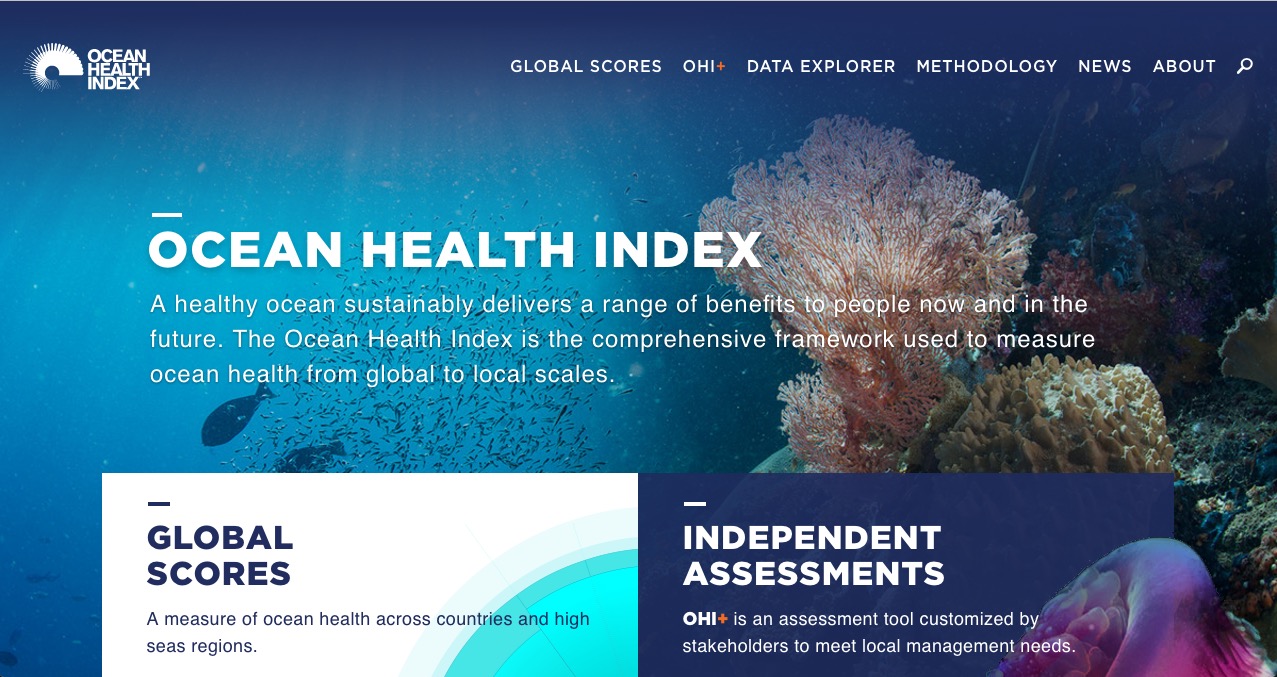 OCEAN
HEALTH
INDEX
GLOBAL SCORES OHI+ DATA EXPLORER METHODOLOGY NEWS ABOUT
OCEAN HEALTH INDEX
A healthy ocean sustainably delivers a range of benefits to people now and in the
future. The Ocean Health Index is the comprehensive framework used to measure
ocean health from global to local scales.
GLOBAL
SCORES
A measure of ocean health across countries and high
seas regions.
INDEPENDENT
ASSESSMENTS
OHI+ is an assessment tool customized by
stakeholders to meet local management needs.